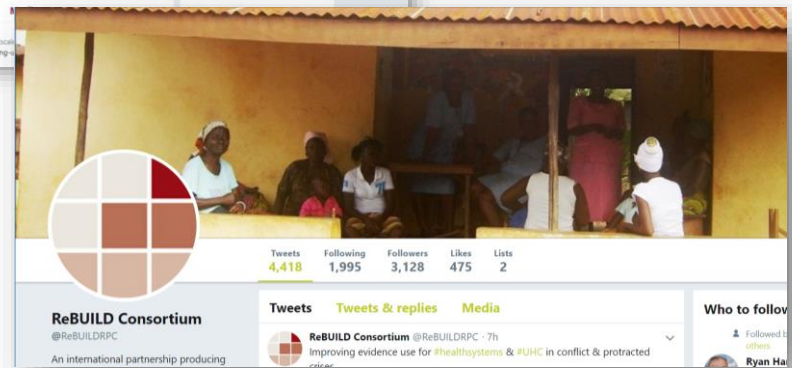 Tweets Following Followers Likes Lists
4,418 1,995 3,128 475 2
ReBUILD Consortium
@ReBUILDRPC
An international partnership producing
Tweets Tweets & replies Media
ReBUILD Consortium @ReBUILDRPC · 7h
Improving evidence use for #healthsystems & #UHC in conflict & protracted
crises
Who to follow
Followed b
others
Ryan Har